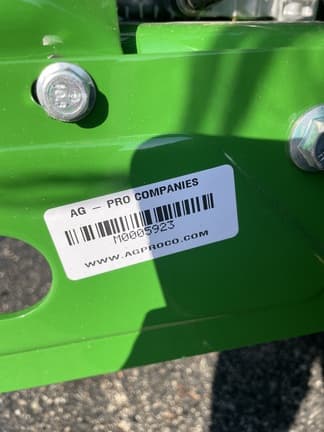 AG – PRO COMPANIES
M0005923
WWW.AGPROCO.COM